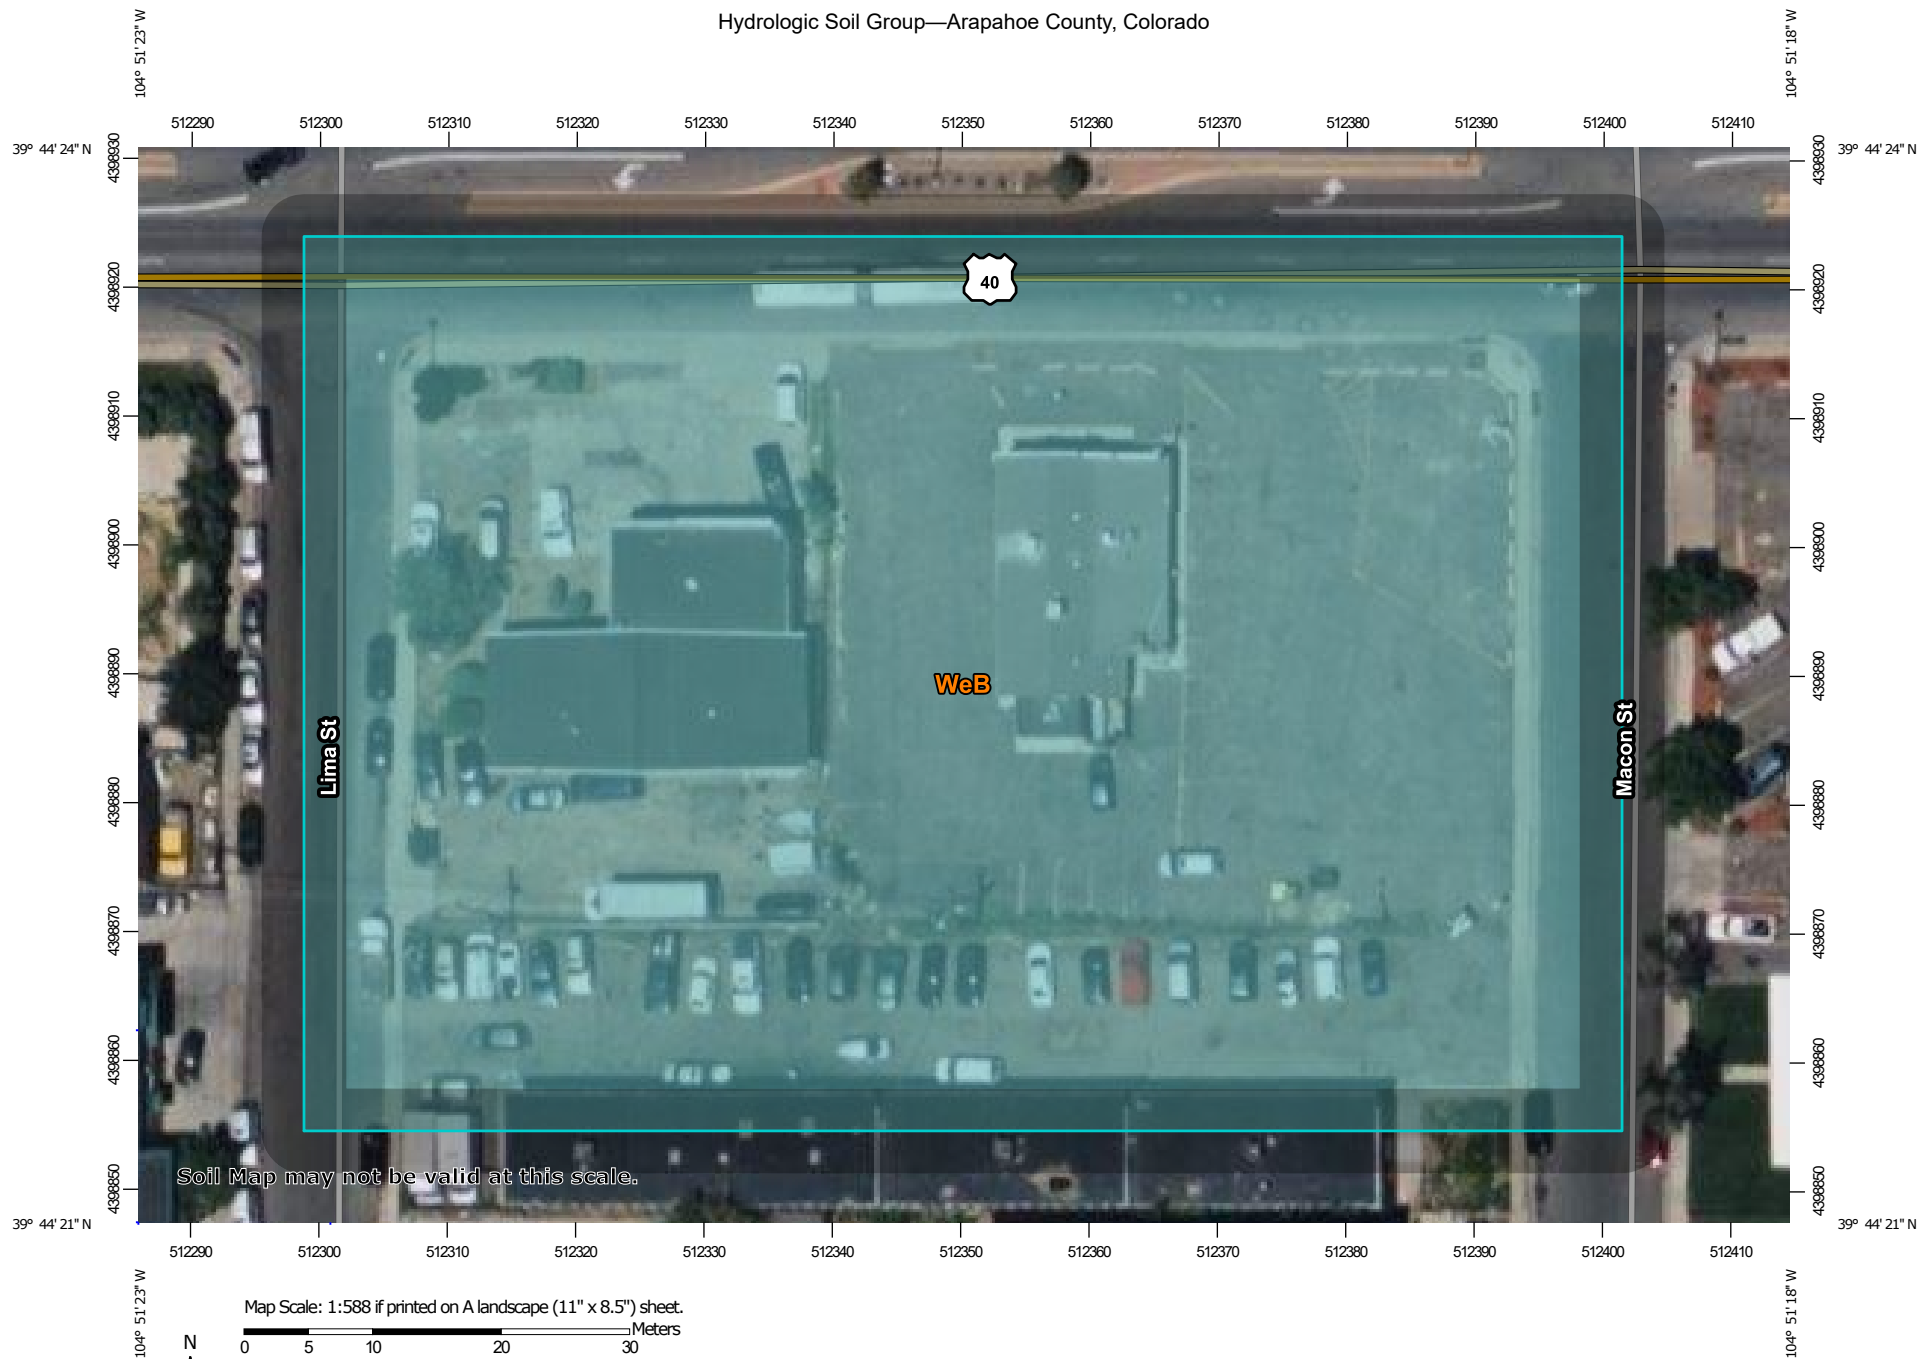 Hydrologic Soil Group—Arapahoe County, Colorado
104° 51' 23" W
104° 51' 18" W
512290 512300 512310 512320 512330 512340 512350 512360 512370 512380 512390 512400 512410
39° 44' 24" N
39° 44' 24" N
4398930
4398930
40
4398920
4398920
4398910
4398910
4398900
4398900
4398890
4398890
WeB
Lima St
Macon St
4398880
4398880
4398870
4398870
4398860
4398860
Soil Map may not be valid at this scale.
4398850
4398850
39° 44' 21" N
39° 44' 21" N
512290 512300 512310 512320 512330 512340 512350 512360 512370 512380 512390 512400 512410
104° 51' 23" W
104° 51' 18" W
Map Scale: 1:588 if printed on A landscape (11" x 8.5") sheet.
Meters
N
0 5 10 20 30